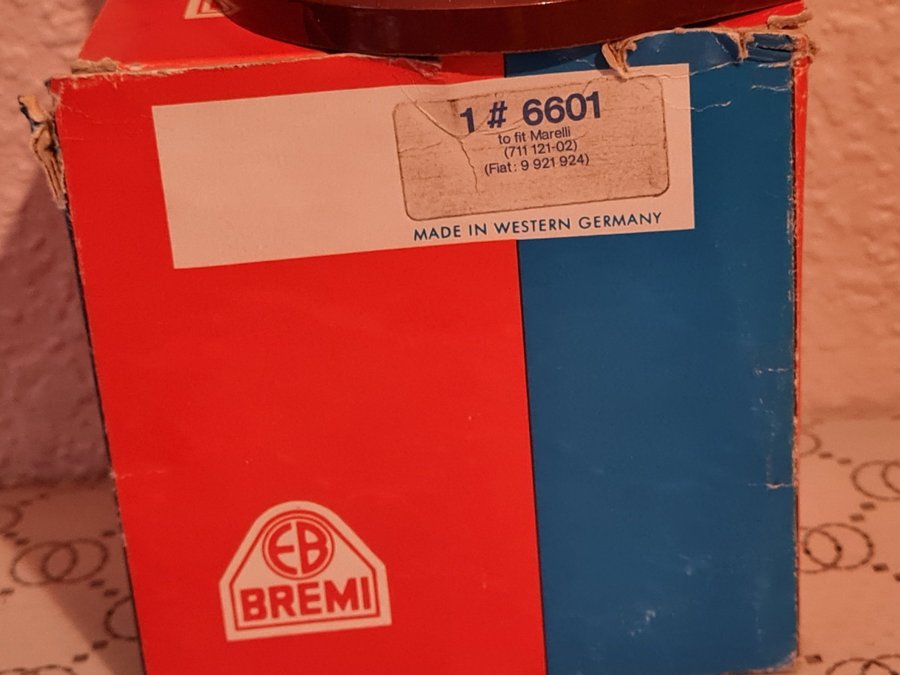 1 # 6601
to fit Marelli
(711 121-02)
(Fiat: 9 921 924)
MADE IN WESTERN GERMANY
EB
BREMI